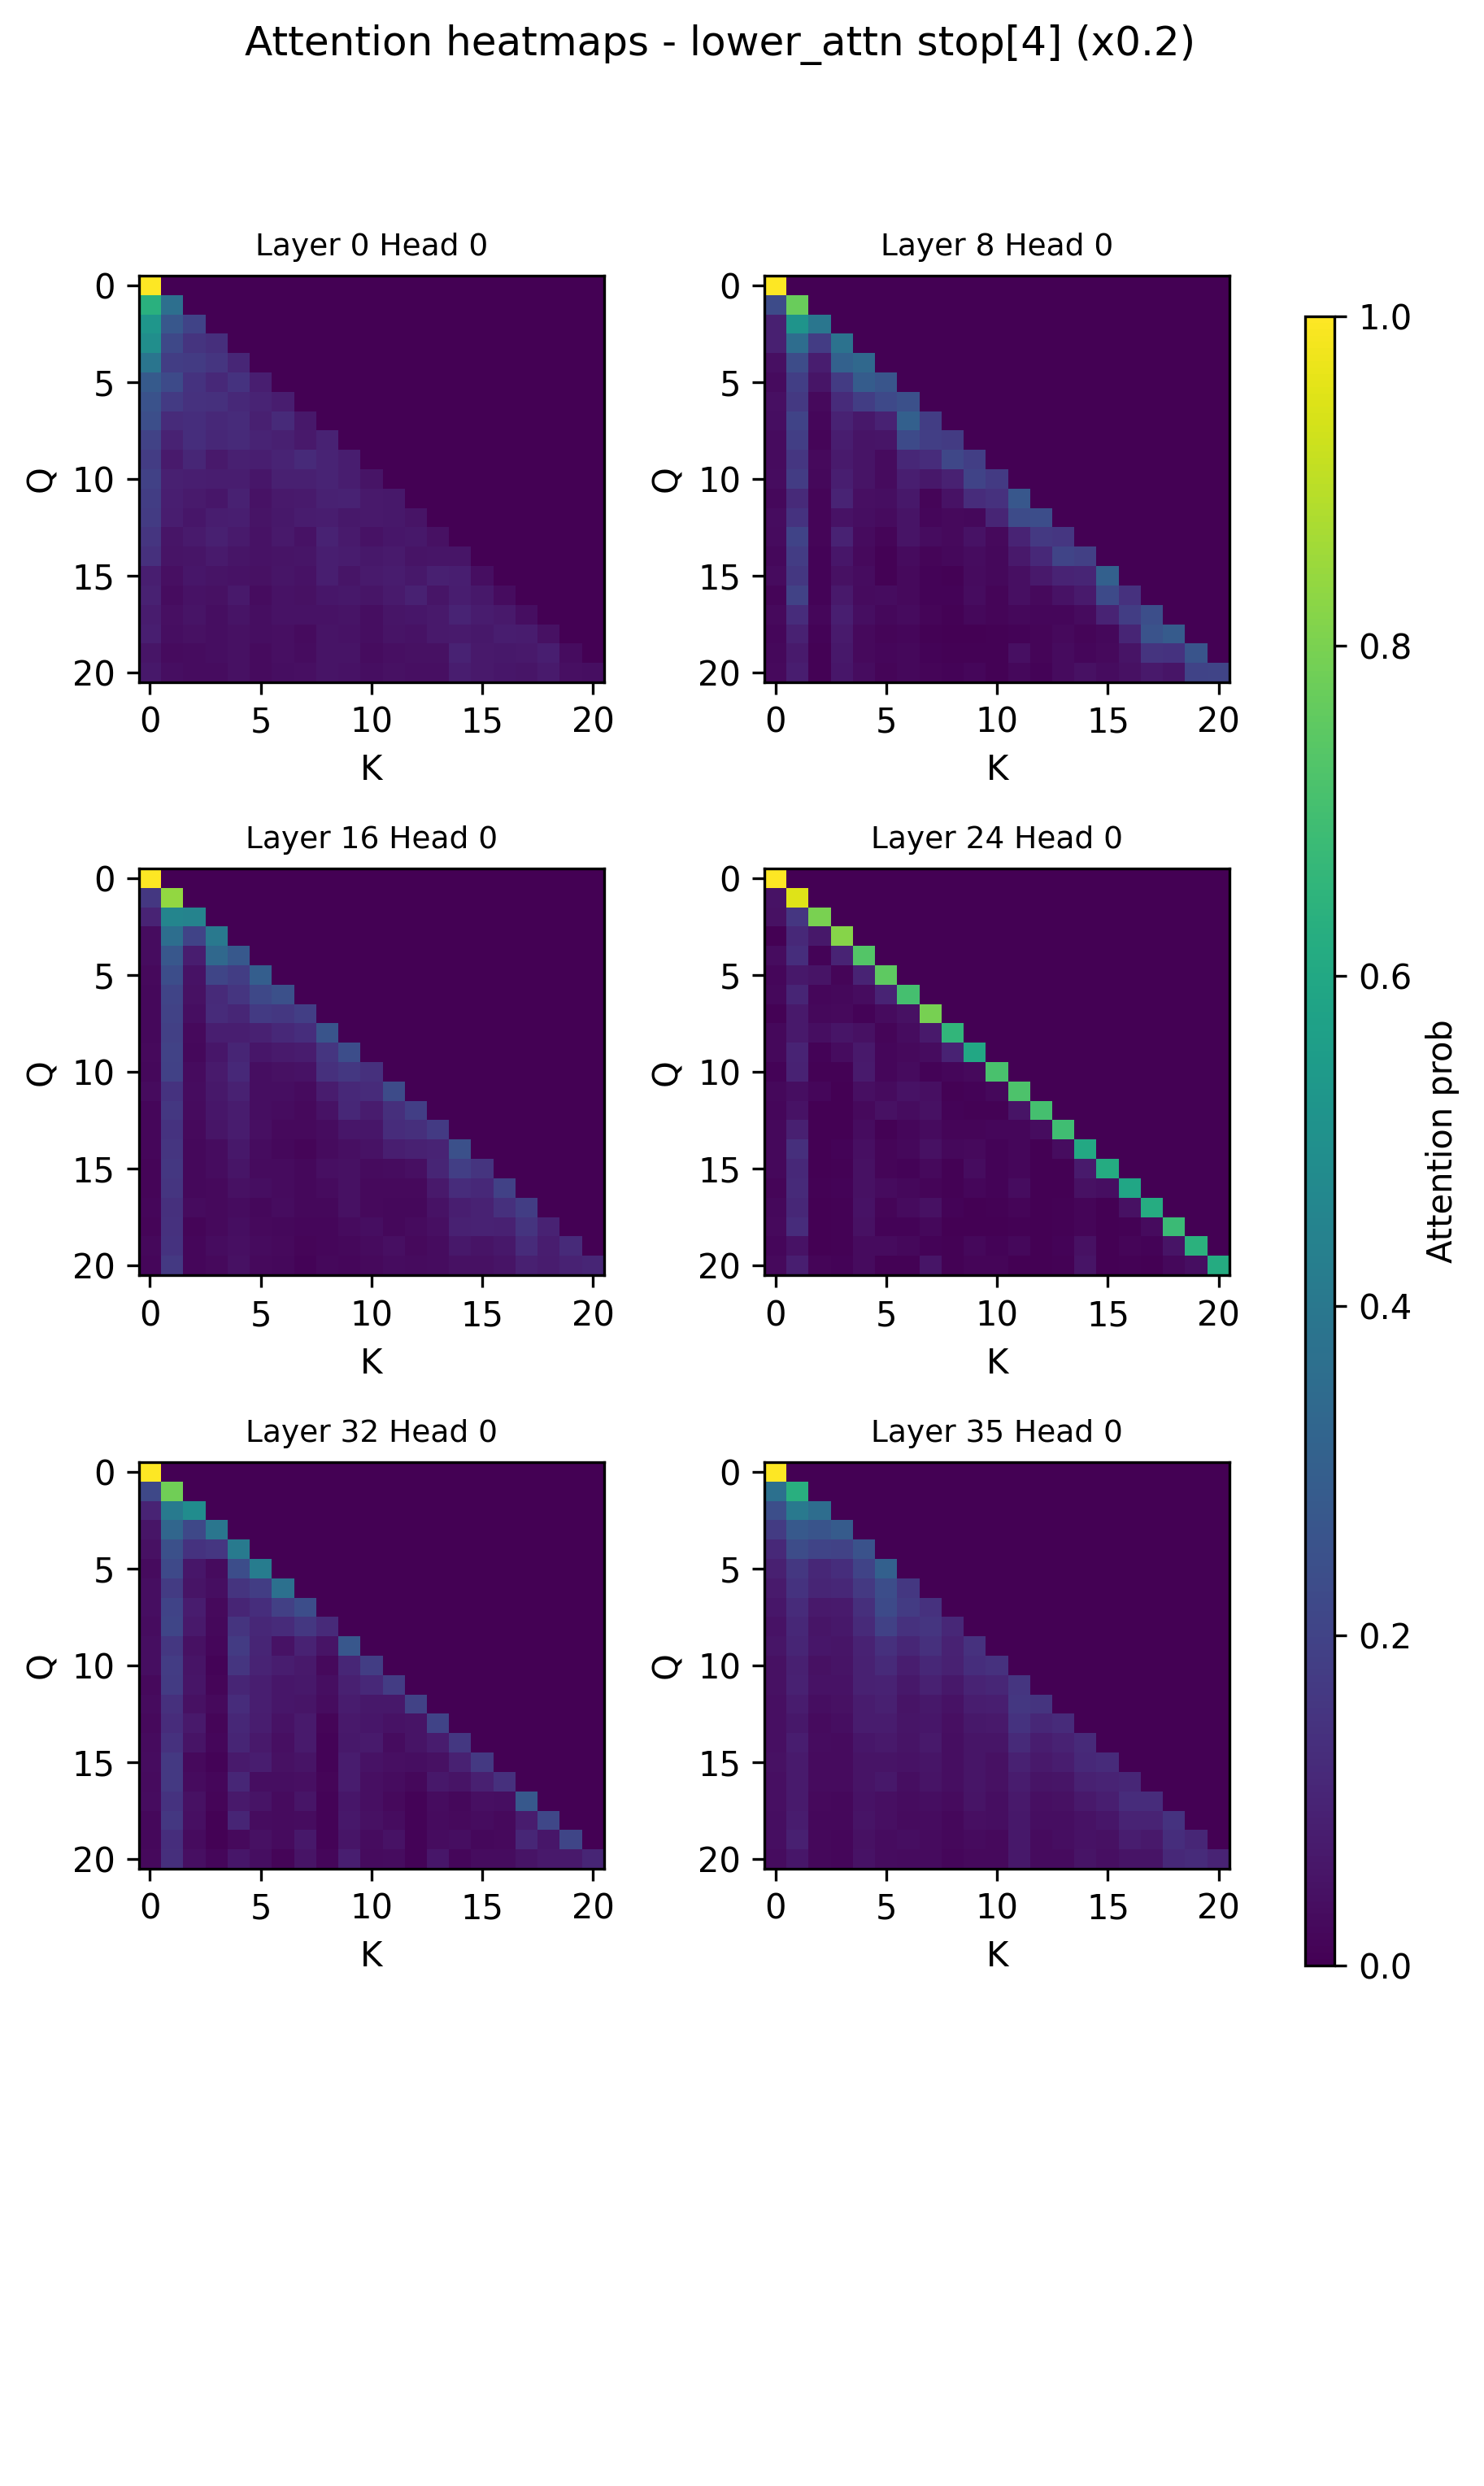 Attention heatmaps - lower_attn stop[4] (x0.2)
Layer 0 Head 0
Layer 8 Head 0
0
5
10
15
20
Q
0 5 10 15 20
K
0
5
10
15
20
Q
0 5 10 15 20
K
Layer 16 Head 0
Layer 24 Head 0
0
5
10
15
20
Q
0 5 10 15 20
K
0
5
10
15
20
Q
0 5 10 15 20
K
Layer 32 Head 0
Layer 35 Head 0
0
5
10
15
20
Q
0 5 10 15 20
K
0
5
10
15
20
Q
0 5 10 15 20
K
1.0
0.8
0.6
0.4
0.2
0.0
Attention prob